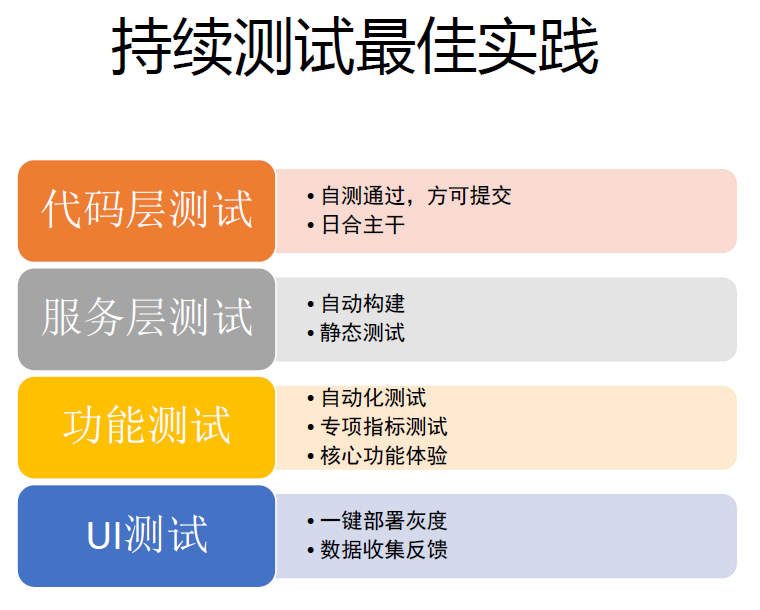 持续测试最佳实践
代码层测试
• 自测通过，方可提交
• 日合主干
服务层测试
• 自动构建
• 静态测试
功能测试
• 自动化测试
• 专项指标测试
• 核心功能体验
UI测试
• 一键部署灰度
• 数据收集反馈